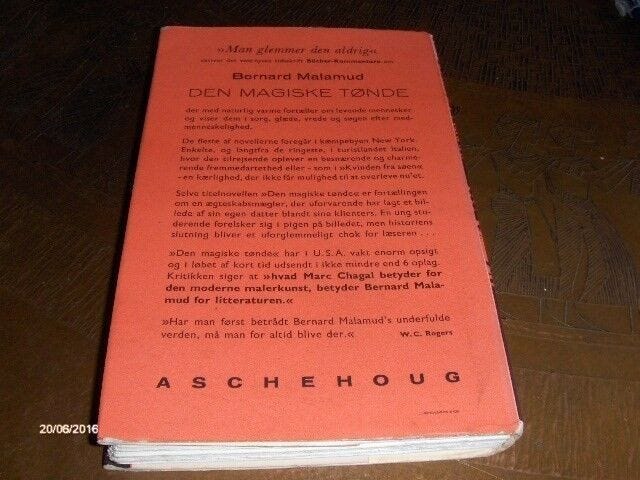 »Man glemmer den aldrig«
skriver det vesttyske tidsskrift Bücher-Kommentare om
Bernard Malamud
DEN MAGISKE TØNDE
der med naturlig varme fortæller om levende mennesker
og viser dem i sorg, glæde, vrede og søgen efter med-
menneskelighed.
De fleste af novellerne foregår i kæmpebyen New York.
Enkelte, og langtfra de ringeste, i turistlandet Italien,
hvor den tilrejsende oplever en besnærende og charme-
rende fremmedartethed eller – som i »Kvinden fra søen«
– en kærlighed, der ikke får mulighed til at overleve nu'et.
Selve titelnovellen »Den magiske tønde« er fortællingen
om en ægteskabsmægler, der uforvarende har lagt et bil-
lede af sin egen datter blandt sine klienters. En ung stu-
derende forelsker sig i pigen på billedet, men historiens
slutning bliver et uforglemmeligt chok for læseren . . .
»Den magiske tønde« har i U.S.A. vakt enorm opsigt
og i løbet af kort tid udsendt i ikke mindre end 6 oplag.
Kritikken siger at »hvad Marc Chagal betyder for
den moderne malerkunst, betyder Bernard Mala-
mud for litteraturen.«
»Har man først betrådt Bernard Malamud's underfulde
verden, må man for altid blive der.«
W.C. Rogers
ASCHEHOUG
20/06/2016